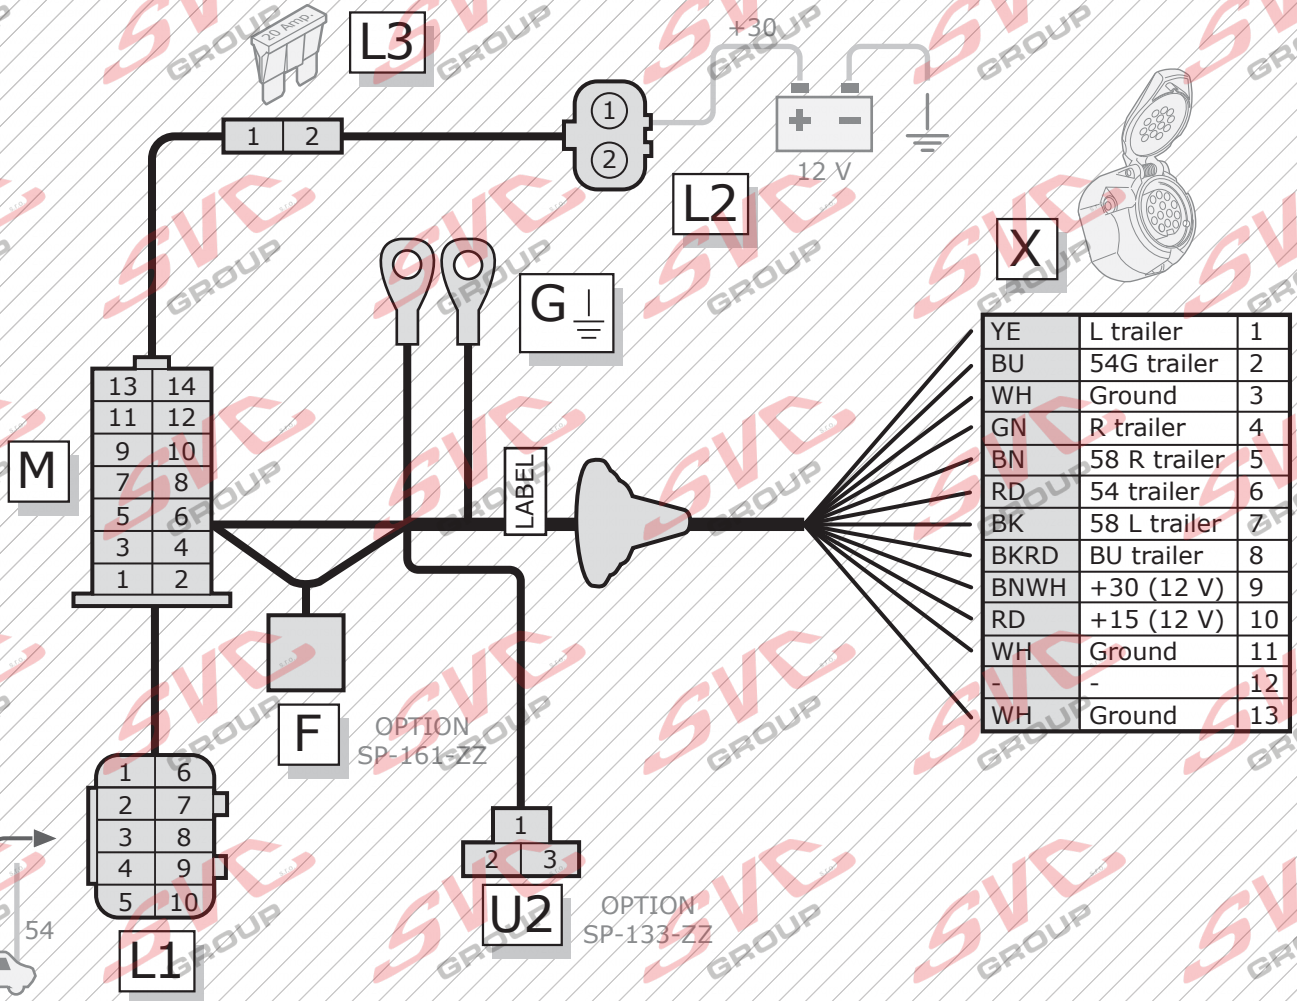 20 Amp.
L3
+30
1 2
1
2
+ -
12 V
L2
X
G
YE L trailer 1
BU 54G trailer 2
WH Ground 3
GN R trailer 4
BN 58 R trailer 5
RD 54 trailer 6
BK 58 L trailer 7
BKRD BU trailer 8
BNWH +30 (12 V) 9
RD +15 (12 V) 10
WH Ground 11
- - 12
WH Ground 13
M
13 14
11 12
9 10
7 8
5 6
3 4
1 2
LABEL
F
OPTION
SP-161-ZZ
1 6
2 7
3 8
4 9
5 10
L1
54
1
2 3
U2
OPTION
SP-133-ZZ
SVC s.r.o.
GROUP